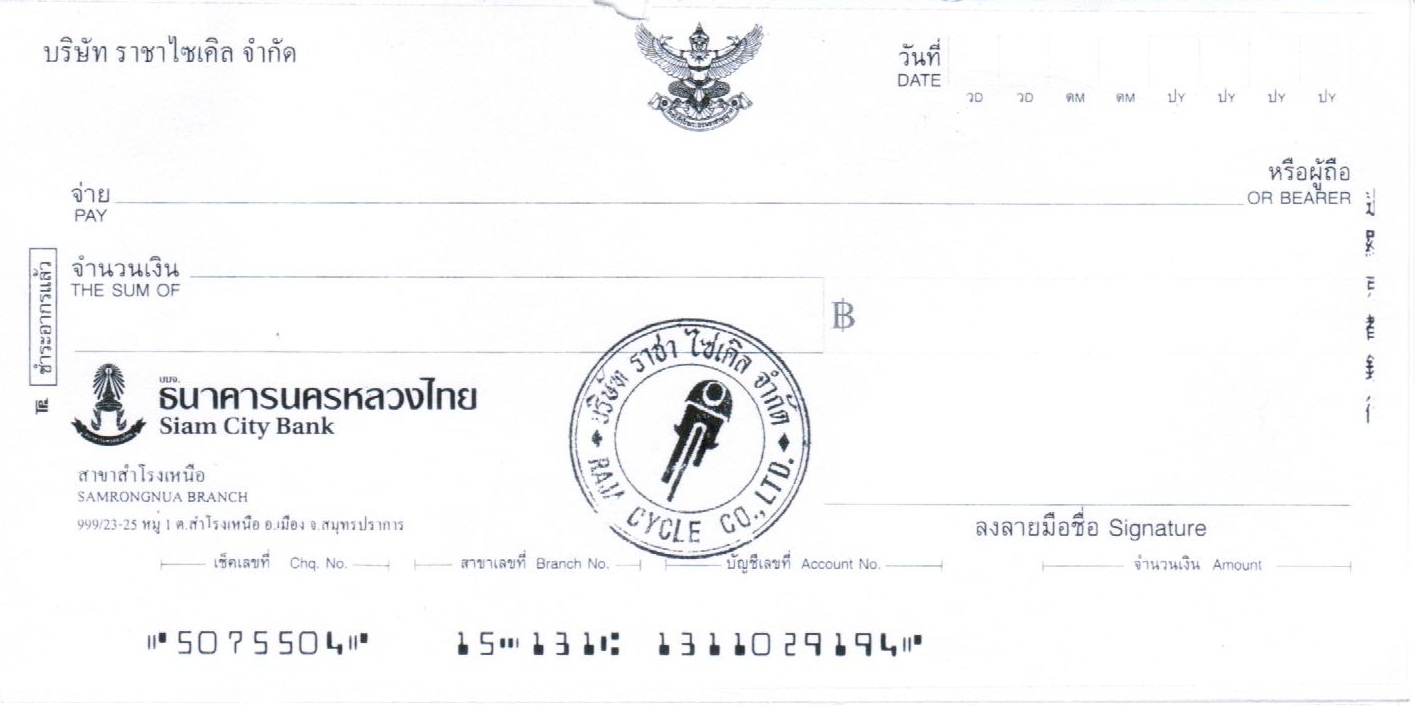 บริษัท ราชาไซเคิล จำกัด
วันที่
DATE
วD วD ดM ดM ปY ปY ปY ปY
หรือผู้ถือ
OR BEARER
จ่าย
PAY
จำนวนเงิน
THE SUM OF
฿
ชำระอากรแล้ว
บริษัท ราชา ไซเคิล จำกัด
CYCLE CO., LTD.
บมจ.
ธนาคารนครหลวงไทย
Siam City Bank
สาขาสำโรงเหนือ
SAMRONGNUA BRANCH
999/23-25 หมู่ 1 ต.สำโรงเหนือ อ.เมือง จ.สมุทรปราการ
ลงลายมือชื่อ Signature
เช็คเลขที่ Chq. No. สาขาเลขที่ Branch No. บัญชีเลขที่ Account No. จำนวนเงิน Amount
⑈5075504⑈ 15⑉131⑆ 1311029194⑈